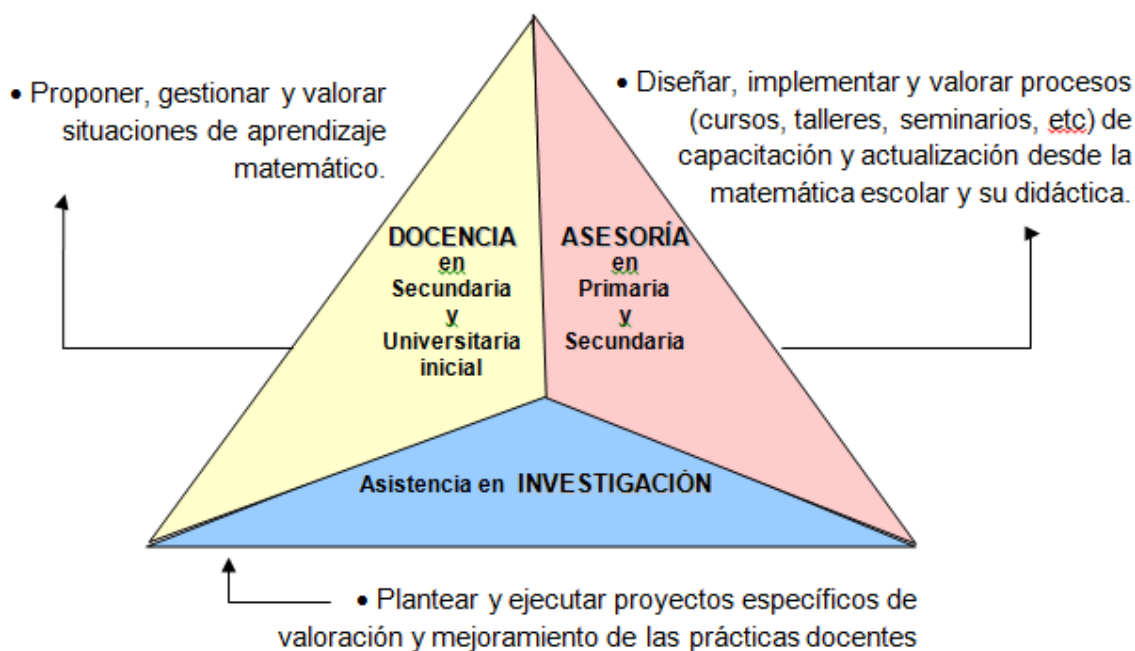 • Proponer, gestionar y valorar
situaciones de aprendizaje
matemático.
• Diseñar, implementar y valorar procesos
(cursos, talleres, seminarios, etc) de
capacitación y actualización desde la
matemática escolar y su didáctica.
DOCENCIA
en
Secundaria
y
Universitaria
inicial
ASESORÍA
en
Primaria
y
Secundaria
Asistencia en INVESTIGACIÓN
• Plantear y ejecutar proyectos específicos de
valoración y mejoramiento de las prácticas docentes